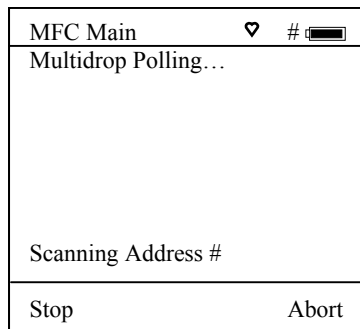 MFC Main ♡ #
Multidrop Polling…
Scanning Address #
Stop Abort